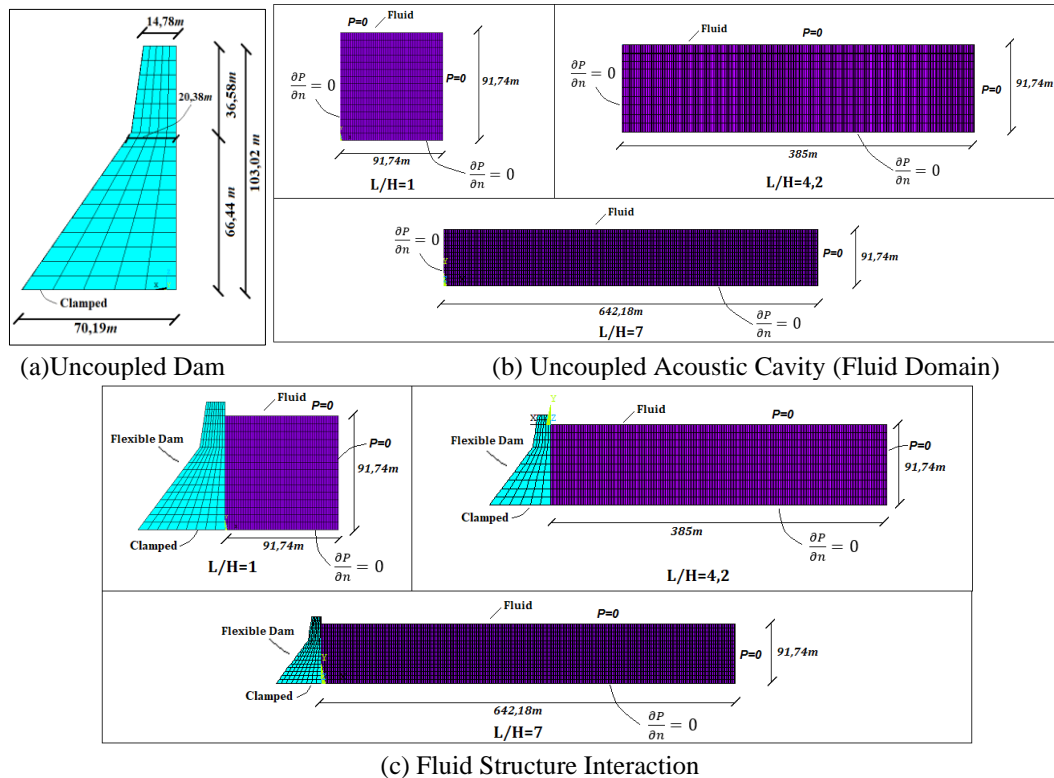 14,78m
20,38m
36,58m
66,44 m
103,02 m
Clamped
70,19m
(a)Uncoupled Dam
Fluid
P=0
∂P/∂n = 0
P=0
91,74m
91,74m
∂P/∂n = 0
L/H=1
Fluid
P=0
∂P/∂n = 0
P=0
91,74m
385m
∂P/∂n = 0
L/H=4,2
Fluid
∂P/∂n = 0
P=0
91,74m
Y
642,18m
∂P/∂n = 0
L/H=7
(b) Uncoupled Acoustic Cavity (Fluid Domain)
Fluid
P=0
Flexible Dam
P=0
91,74m
Clamped
91,74m
∂P/∂n = 0
L/H=1
Y
X
Z
Fluid
P=0
Flexible Dam
P=0
91,74m
Clamped
385m
∂P/∂n = 0
L/H=4,2
Fluid
P=0
Flexible Dam
P=0
91,74m
Y
Clamped
642,18m
∂P/∂n = 0
L/H=7
(c) Fluid Structure Interaction